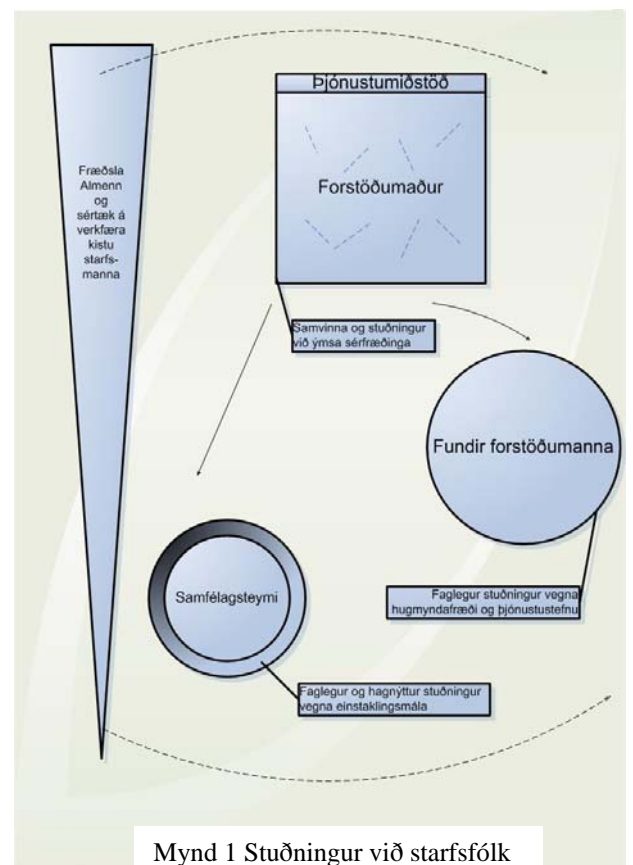 Þjónustumiðstöð
Fræðsla
Almenn
og
sértæk á
verkfæra
kistu
starfs-
manna
Forstöðumaður
Samvinna og stuðningur
við ýmsa sérfræðinga
Fundir forstöðumanna
Samfélagsteymi
Faglegur stuðningur vegna
hugmyndafræði og þjónustustefnu
Faglegur og hagnýttur stuðningur
vegna einstaklingsmála
Mynd 1 Stuðningur við starfsfólk